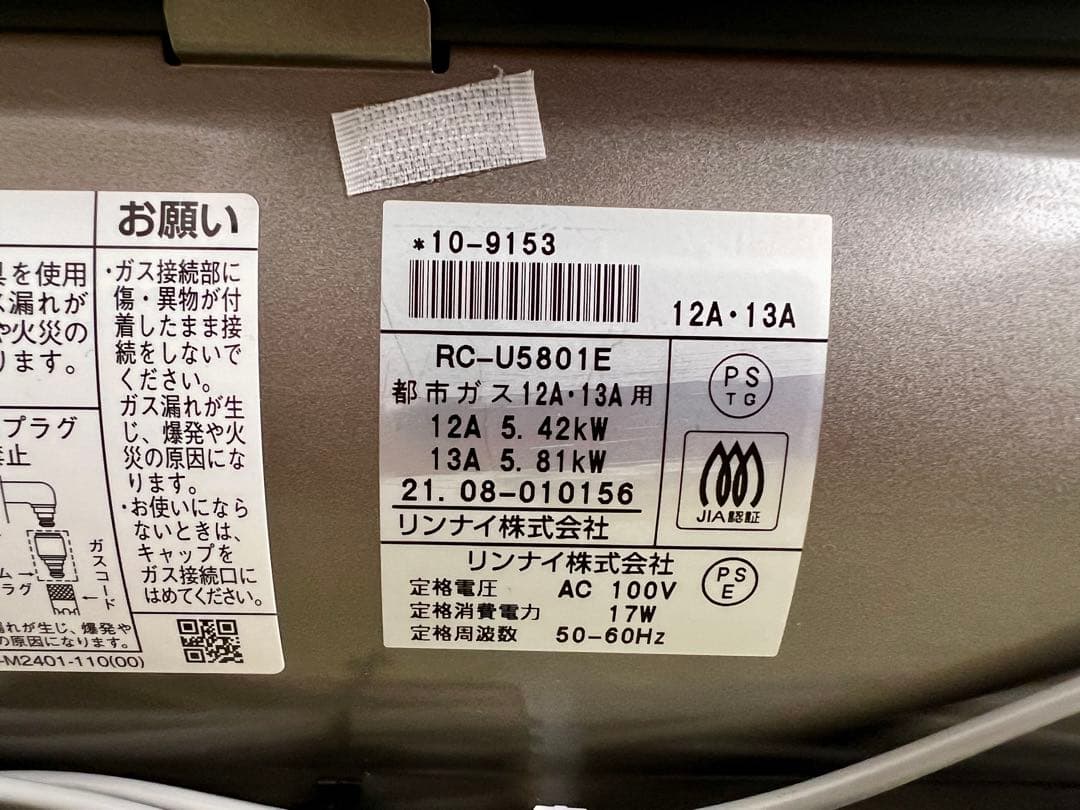 お願い
具を使用
ス漏れが
や火災の
ります。
・ガス接続部に
傷・異物が付
着したまま接
続をしないで
ください。
ガス漏れが生
じ、爆発や火
災の原因にな
ります。
・お使いになら
ないときは、
キャップを
ガス接続口に
はめてください。
プラグ
禁止
ガスコード
ム
ラグ
漏れが生じ、爆発や
の原因になります。
-M2401-110(00)
*10-9153
12A・13A
RC-U5801E
都市ガス12A・13A用
12A 5.42kW
13A 5.81kW
21.08-010156
リンナイ株式会社
PS
TG
JIA認証
リンナイ株式会社
定格電圧 AC 100V
定格消費電力 17W
定格周波数 50-60Hz
PS
E